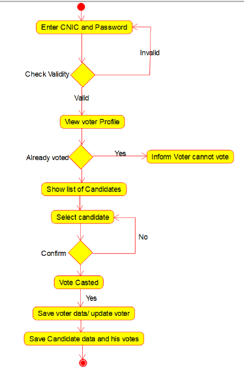 Enter CNIC and Password
Invalid
Check Validity
Valid
View voter Profile
Already voted
Yes
Inform Voter cannot vote
Show list of Candidates
Select candidate
No
Confirm
Vote Casted
Yes
Save voter data/ update voter
Save Candidate data and his votes